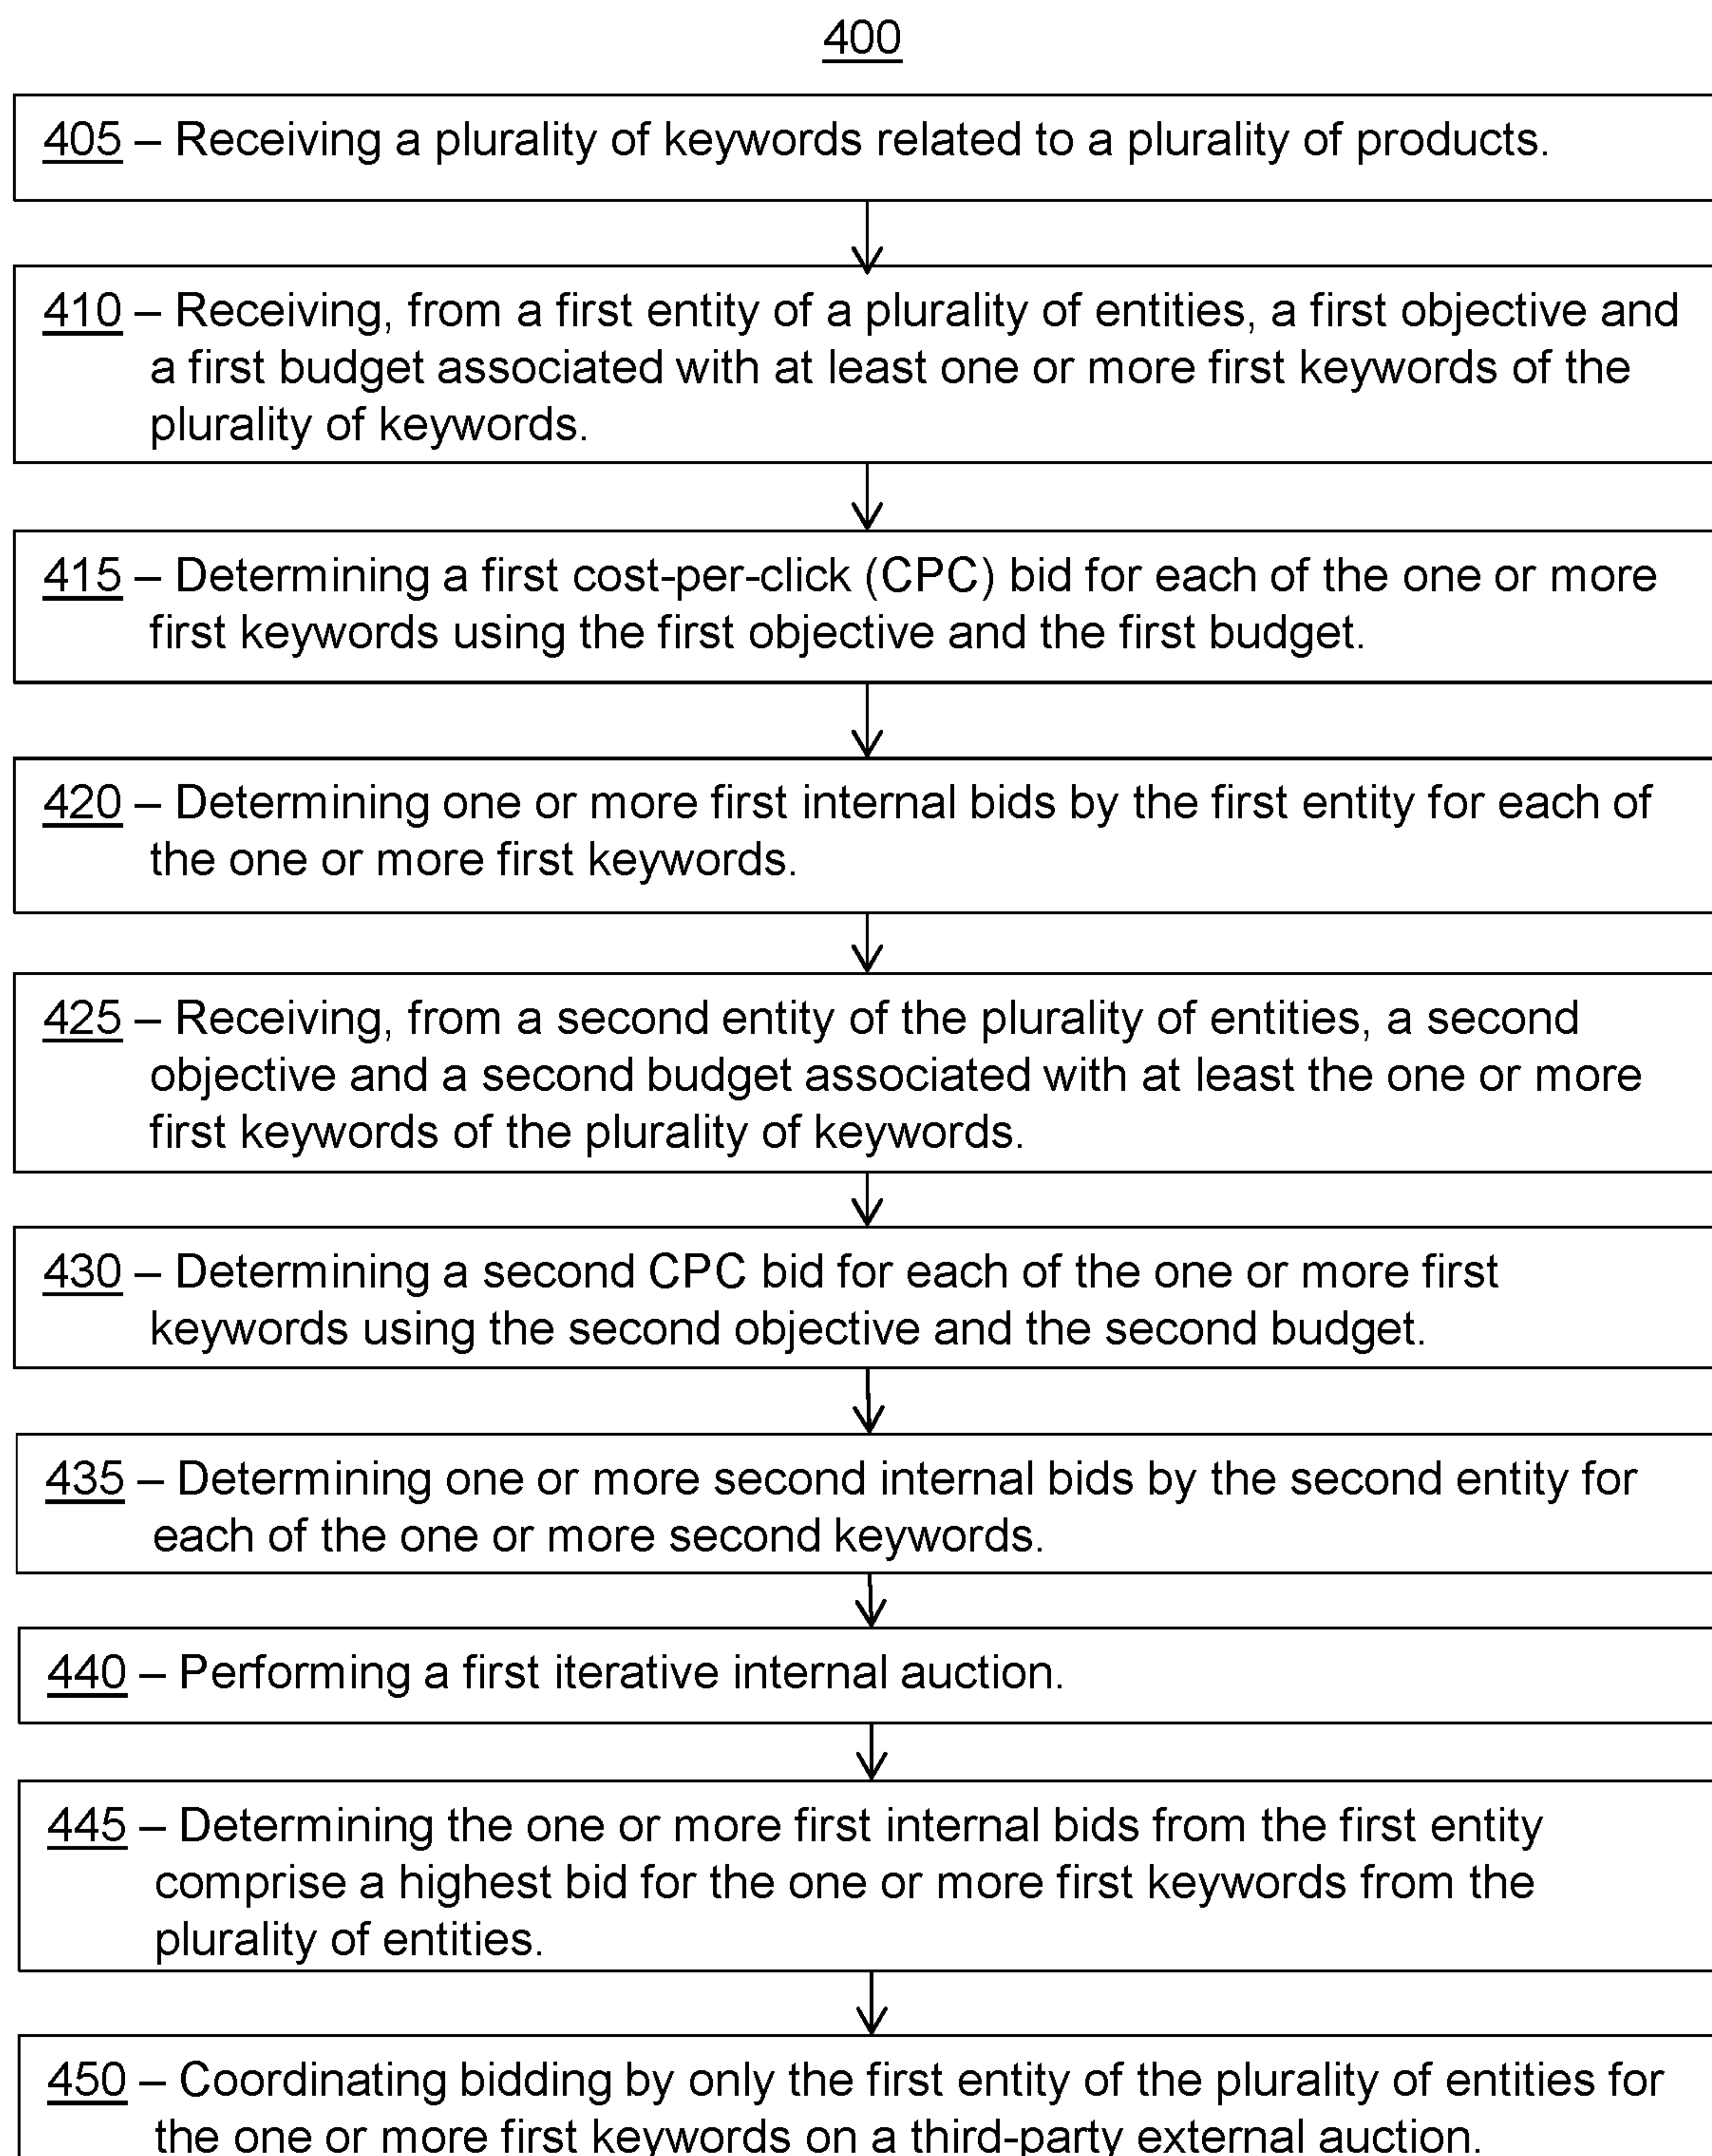 400
405 – Receiving a plurality of keywords related to a plurality of products.
410 – Receiving, from a first entity of a plurality of entities, a first objective and
a first budget associated with at least one or more first keywords of the
plurality of keywords.
415 – Determining a first cost-per-click (CPC) bid for each of the one or more
first keywords using the first objective and the first budget.
420 – Determining one or more first internal bids by the first entity for each of
the one or more first keywords.
425 – Receiving, from a second entity of the plurality of entities, a second
objective and a second budget associated with at least the one or more
first keywords of the plurality of keywords.
430 – Determining a second CPC bid for each of the one or more first
keywords using the second objective and the second budget.
435 – Determining one or more second internal bids by the second entity for
each of the one or more second keywords.
440 – Performing a first iterative internal auction.
445 – Determining the one or more first internal bids from the first entity
comprise a highest bid for the one or more first keywords from the
plurality of entities.
450 – Coordinating bidding by only the first entity of the plurality of entities for
the one or more first keywords on a third-party external auction.